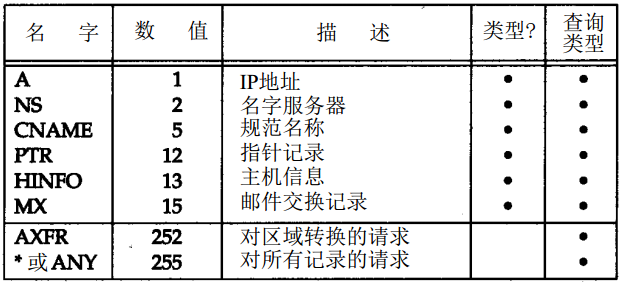 名 字 数 值 描 述 类型? 查询类型
A 1 IP地址 • •
NS 2 名字服务器 • •
CNAME 5 规范名称 • •
PTR 12 指针记录 • •
HINFO 13 主机信息 • •
MX 15 邮件交换记录 • •
AXFR 252 对区域转换的请求 •
*或ANY 255 对所有记录的请求 •